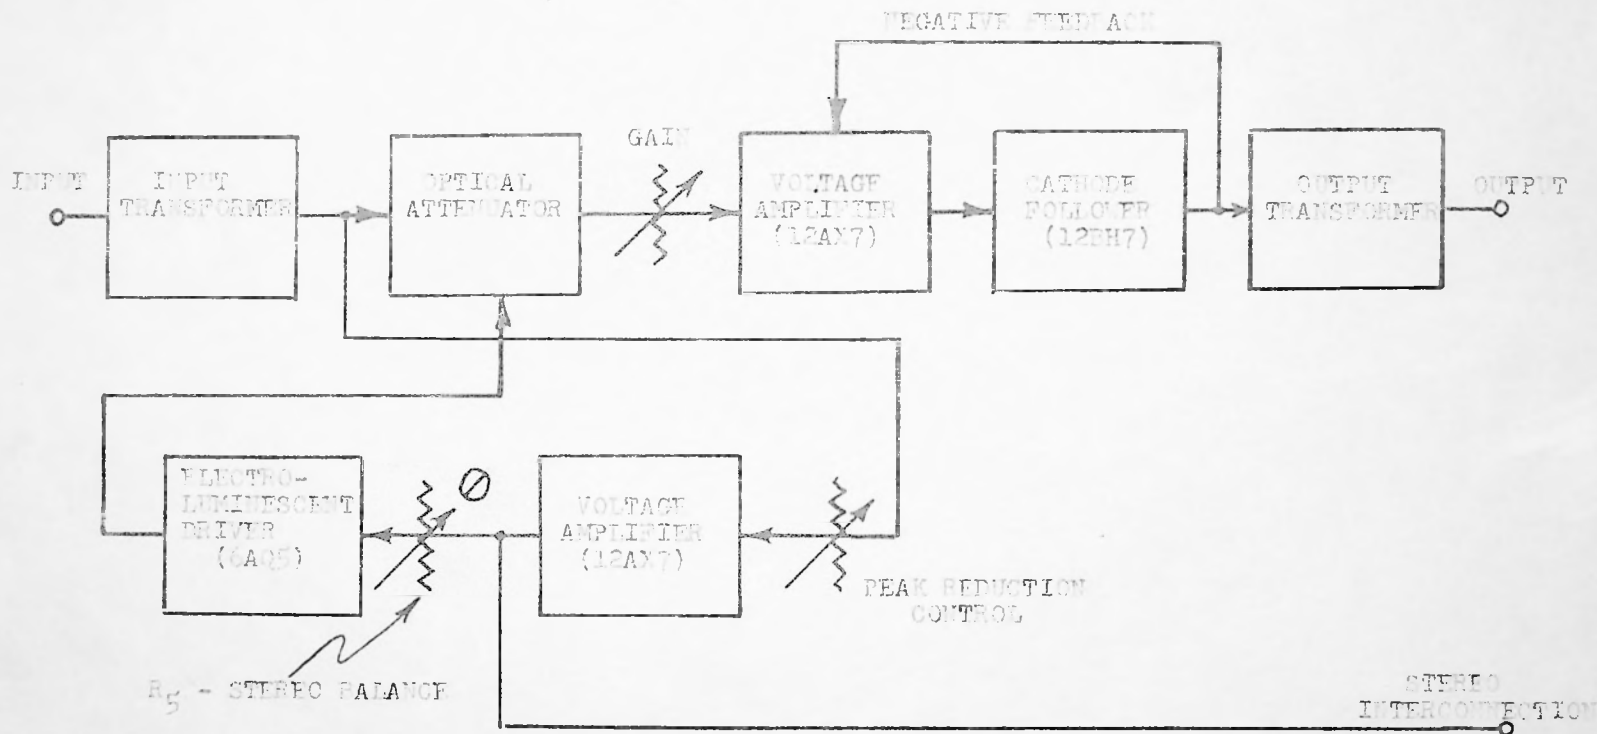 NEGATIVE FEEDBACK
GAIN
INPUT
INPUT
TRANSFORMER
OPTICAL
ATTENUATOR
VOLTAGE
AMPLIFIER
(12AX7)
CATHODE
FOLLOWER
(12BH7)
OUTPUT
TRANSFORMER
OUTPUT
ELECTRO-
LUMINESCENT
DRIVER
(6AQ5)
VOLTAGE
AMPLIFIER
(12AX7)
PEAK REDUCTION
CONTROL
R5 - STEREO BALANCE
STEREO
INTERCONNECTION